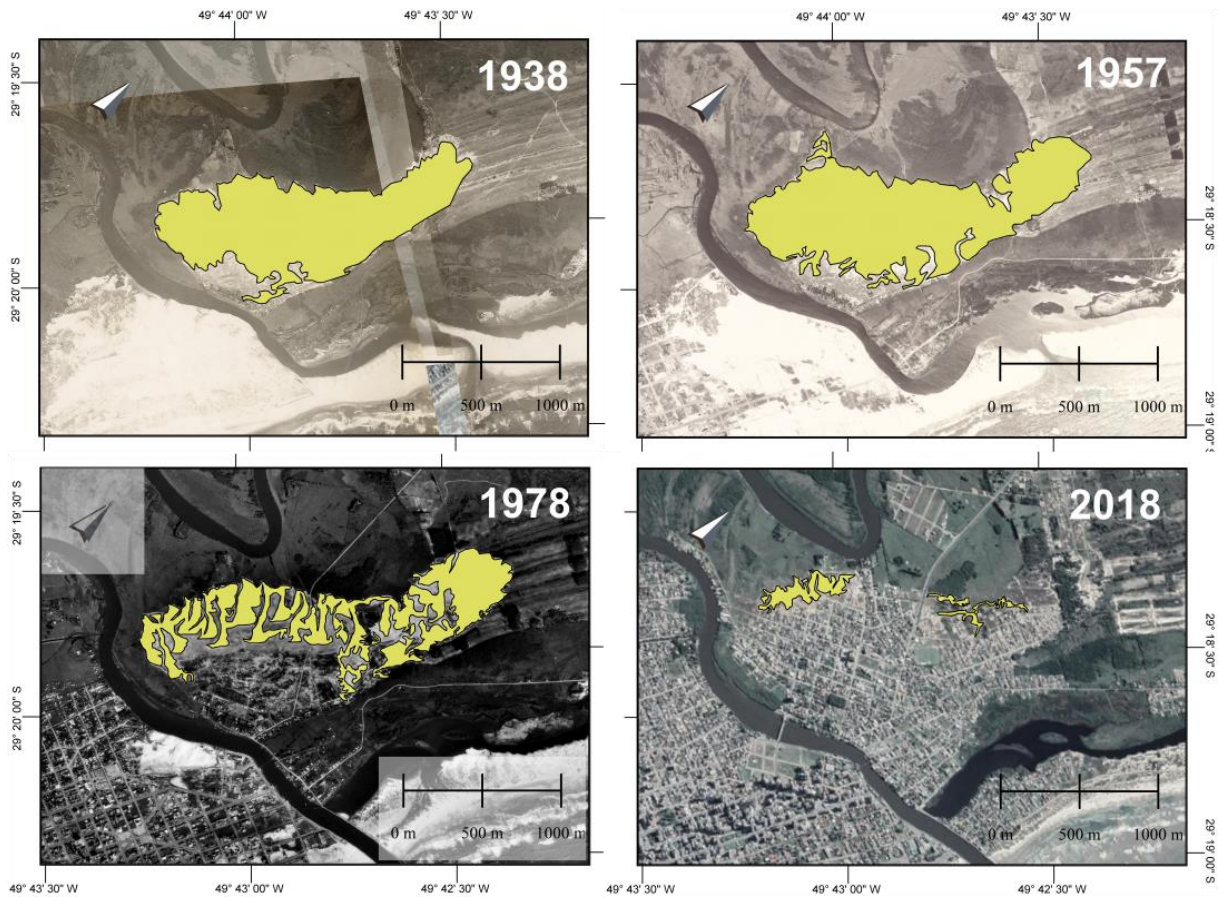 49° 44' 00" W
49° 43' 30" W
49° 44' 00" W
49° 43' 30" W
29° 19' 30" S
1938
1957
29° 18' 30" S
29° 20' 00" S
0 m 500 m 1000 m
0 m 500 m 1000 m
29° 19' 00" S
29° 19' 30" S
1978
2018
29° 18' 30" S
29° 20' 00" S
0 m 500 m 1000 m
0 m 500 m 1000 m
29° 19' 00" S
49° 43' 30" W
49° 43' 00" W
49° 42' 30" W
49° 43' 30" W
49° 43' 00" W
49° 42' 30" W